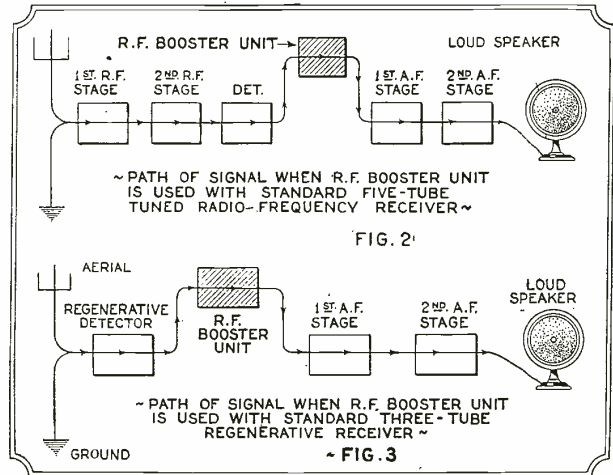 R.F. BOOSTER UNIT
LOUD SPEAKER
1ST. R.F.
STAGE
2ND. R.F.
STAGE
DET.
1ST. A.F.
STAGE
2ND. A.F.
STAGE
~PATH OF SIGNAL WHEN R.F. BOOSTER UNIT
IS USED WITH STANDARD FIVE-TUBE
TUNED RADIO-FREQUENCY RECEIVER~
FIG. 2
AERIAL
REGENERATIVE
DETECTOR
R.F.
BOOSTER
UNIT
1ST. A.F.
STAGE
2ND. A.F.
STAGE
LOUD
SPEAKER
~PATH OF SIGNAL WHEN R.F. BOOSTER UNIT
IS USED WITH STANDARD THREE-TUBE
REGENERATIVE RECEIVER~
~FIG.3
GROUND